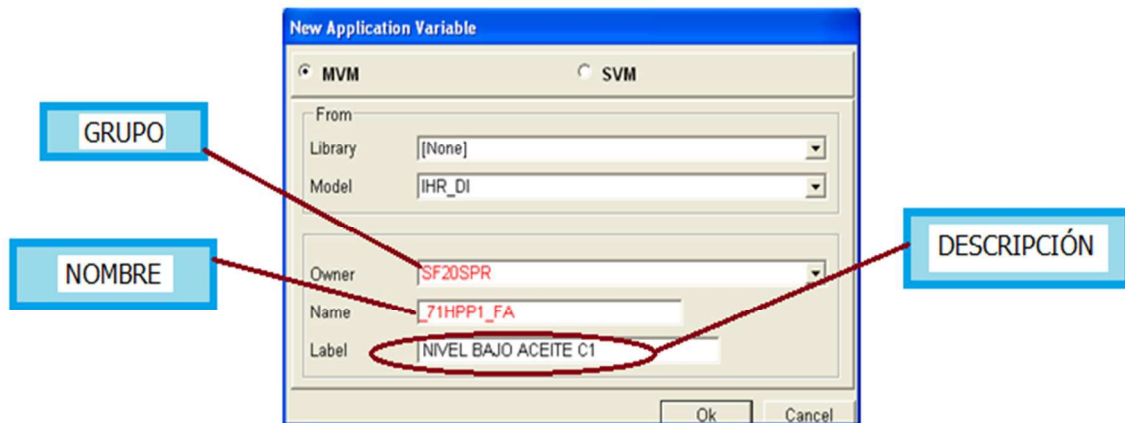 New Application Variable
MVM
SVM
From
GRUPO
Library [None]
Model IHR_DI
NOMBRE
DESCRIPCIÓN
Owner SF20SPR
Name _71HPP1_FA
Label NIVEL BAJO ACEITE C1
Ok Cancel